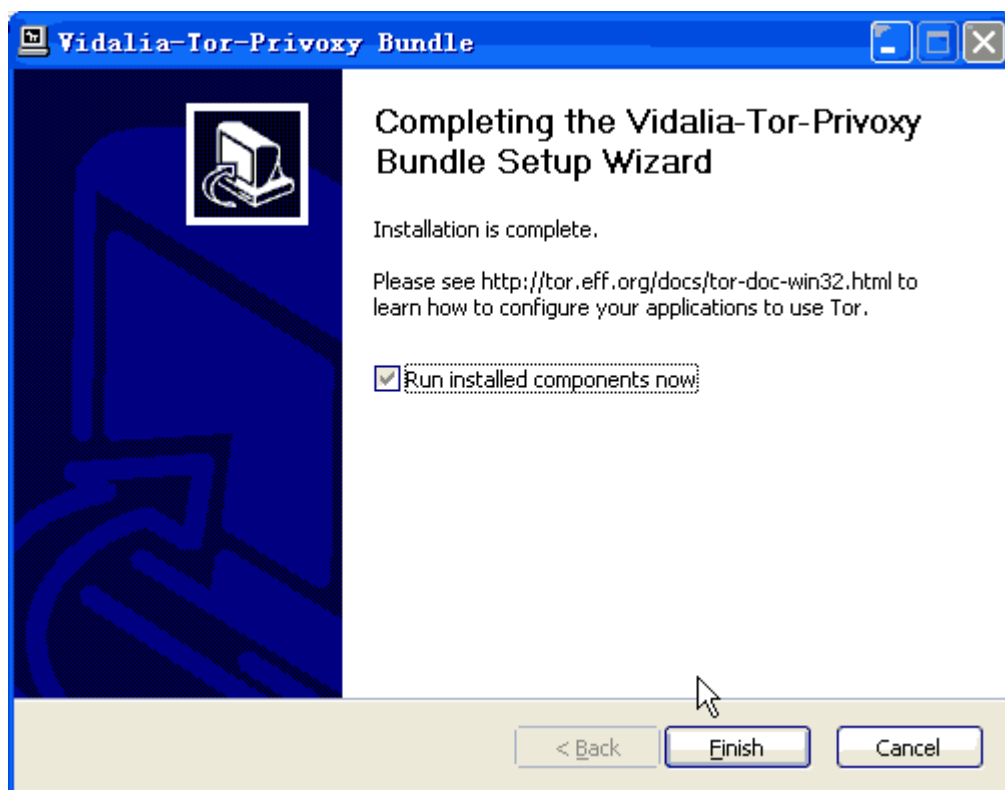 Vidalia-Tor-Privoxy Bundle
Completing the Vidalia-Tor-Privoxy
Bundle Setup Wizard
Installation is complete.
Please see http://tor.eff.org/docs/tor-doc-win32.html to
learn how to configure your applications to use Tor.
Run installed components now
< Back
Finish
Cancel